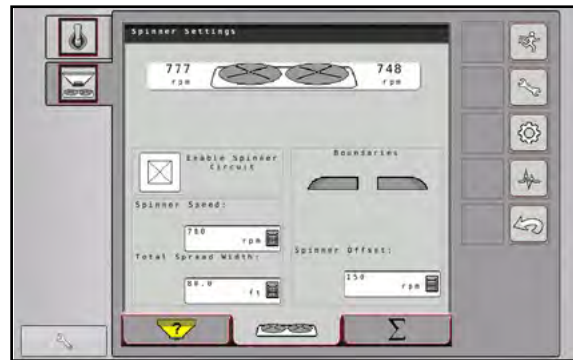 Spinner Settings
777 748
rpm rpm
Enable Spinner
Circuit
Boundaries
Spinner Speed:
780
rpm
Total Spread Width:
Spinner Offset:
80.0
ft
150
rpm
?
Σ